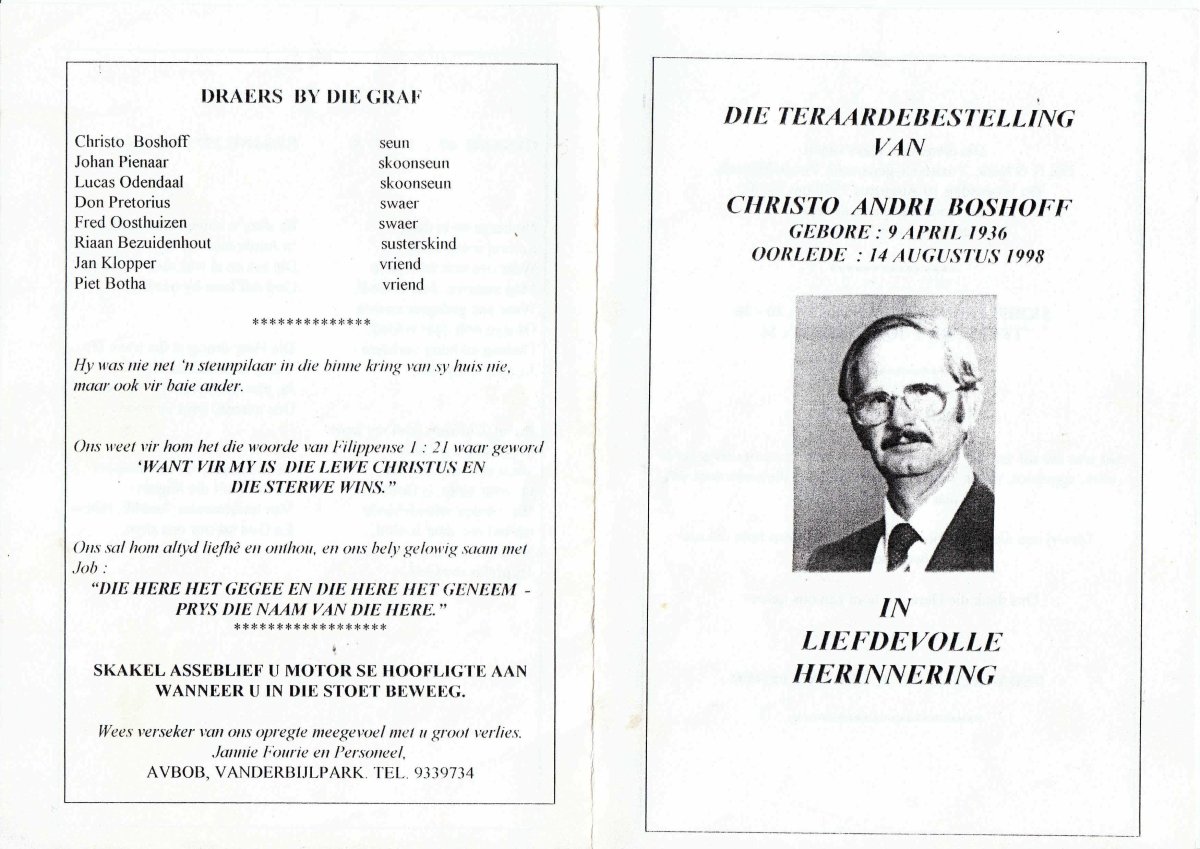 DRAERS BY DIE GRAF
Christo Boshoff seun
Johan Pienaar skoonseun
Lucas Odendaal skoonseun
Don Pretorius swaer
Fred Oosthuizen swaer
Riaan Bezuidenhout susterskind
Jan Klopper vriend
Piet Botha vriend
**************
Hy was nie net 'n steunpilaar in die binne kring van sy huis nie,
maar ook vir baie ander.
Ons weet vir hom het die woorde van Filippense 1 : 21 waar geword
'WANT VIR MY IS DIE LEWE CHRISTUS EN
DIE STERWE WINS."
Ons sal hom altyd liefhê en onthou, en ons bely gelowig saam met
Job :
"DIE HERE HET GEGEE EN DIE HERE HET GENEEM -
PRYS DIE NAAM VAN DIE HERE."
******************
SKAKEL ASSEBLIEF U MOTOR SE HOOFLIGTE AAN
WANNEER U IN DIE STOET BEWEEG.
Wees verseker van ons opregte meegevoel met u groot verlies.
Jannie Fourie en Personeel,
AVBOB, VANDERBIJLPARK. TEL. 9339734
DIE TERAARDEBESTELLING
VAN
CHRISTO ANDRI BOSHOFF
GEBORE : 9 APRIL 1936
OORLEDE : 14 AUGUSTUS 1998
IN
LIEFDEVOLLE
HERINNERING